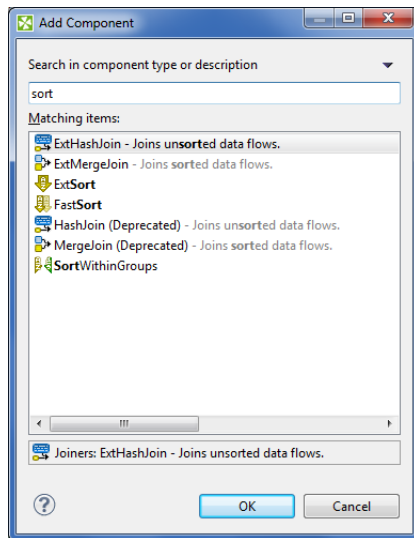 Add Component
Search in component type or description
sort
Matching items:
ExtHashJoin - Joins unsorted data flows.
ExtMergeJoin - Joins sorted data flows.
ExtSort
FastSort
HashJoin (Deprecated) - Joins unsorted data flows.
MergeJoin (Deprecated) - Joins sorted data flows.
SortWithinGroups
Joiners: ExtHashJoin - Joins unsorted data flows.
?
OK
Cancel